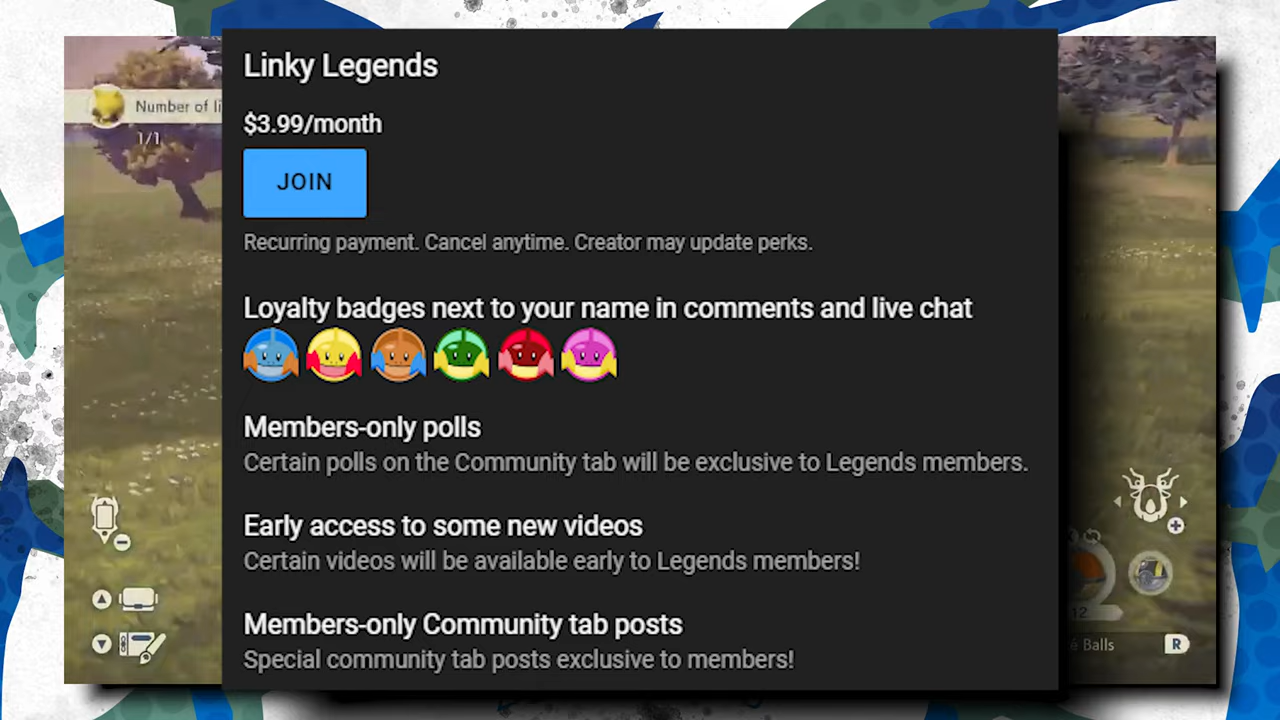 Linky Legends
Number of li
1/1
$3.99/month
JOIN
Recurring payment. Cancel anytime. Creator may update perks.
Loyalty badges next to your name in comments and live chat
Members-only polls
Certain polls on the Community tab will be exclusive to Legends members.
Early access to some new videos
Certain videos will be available early to Legends members!
Members-only Community tab posts
Special community tab posts exclusive to members!
12
é Balls
R